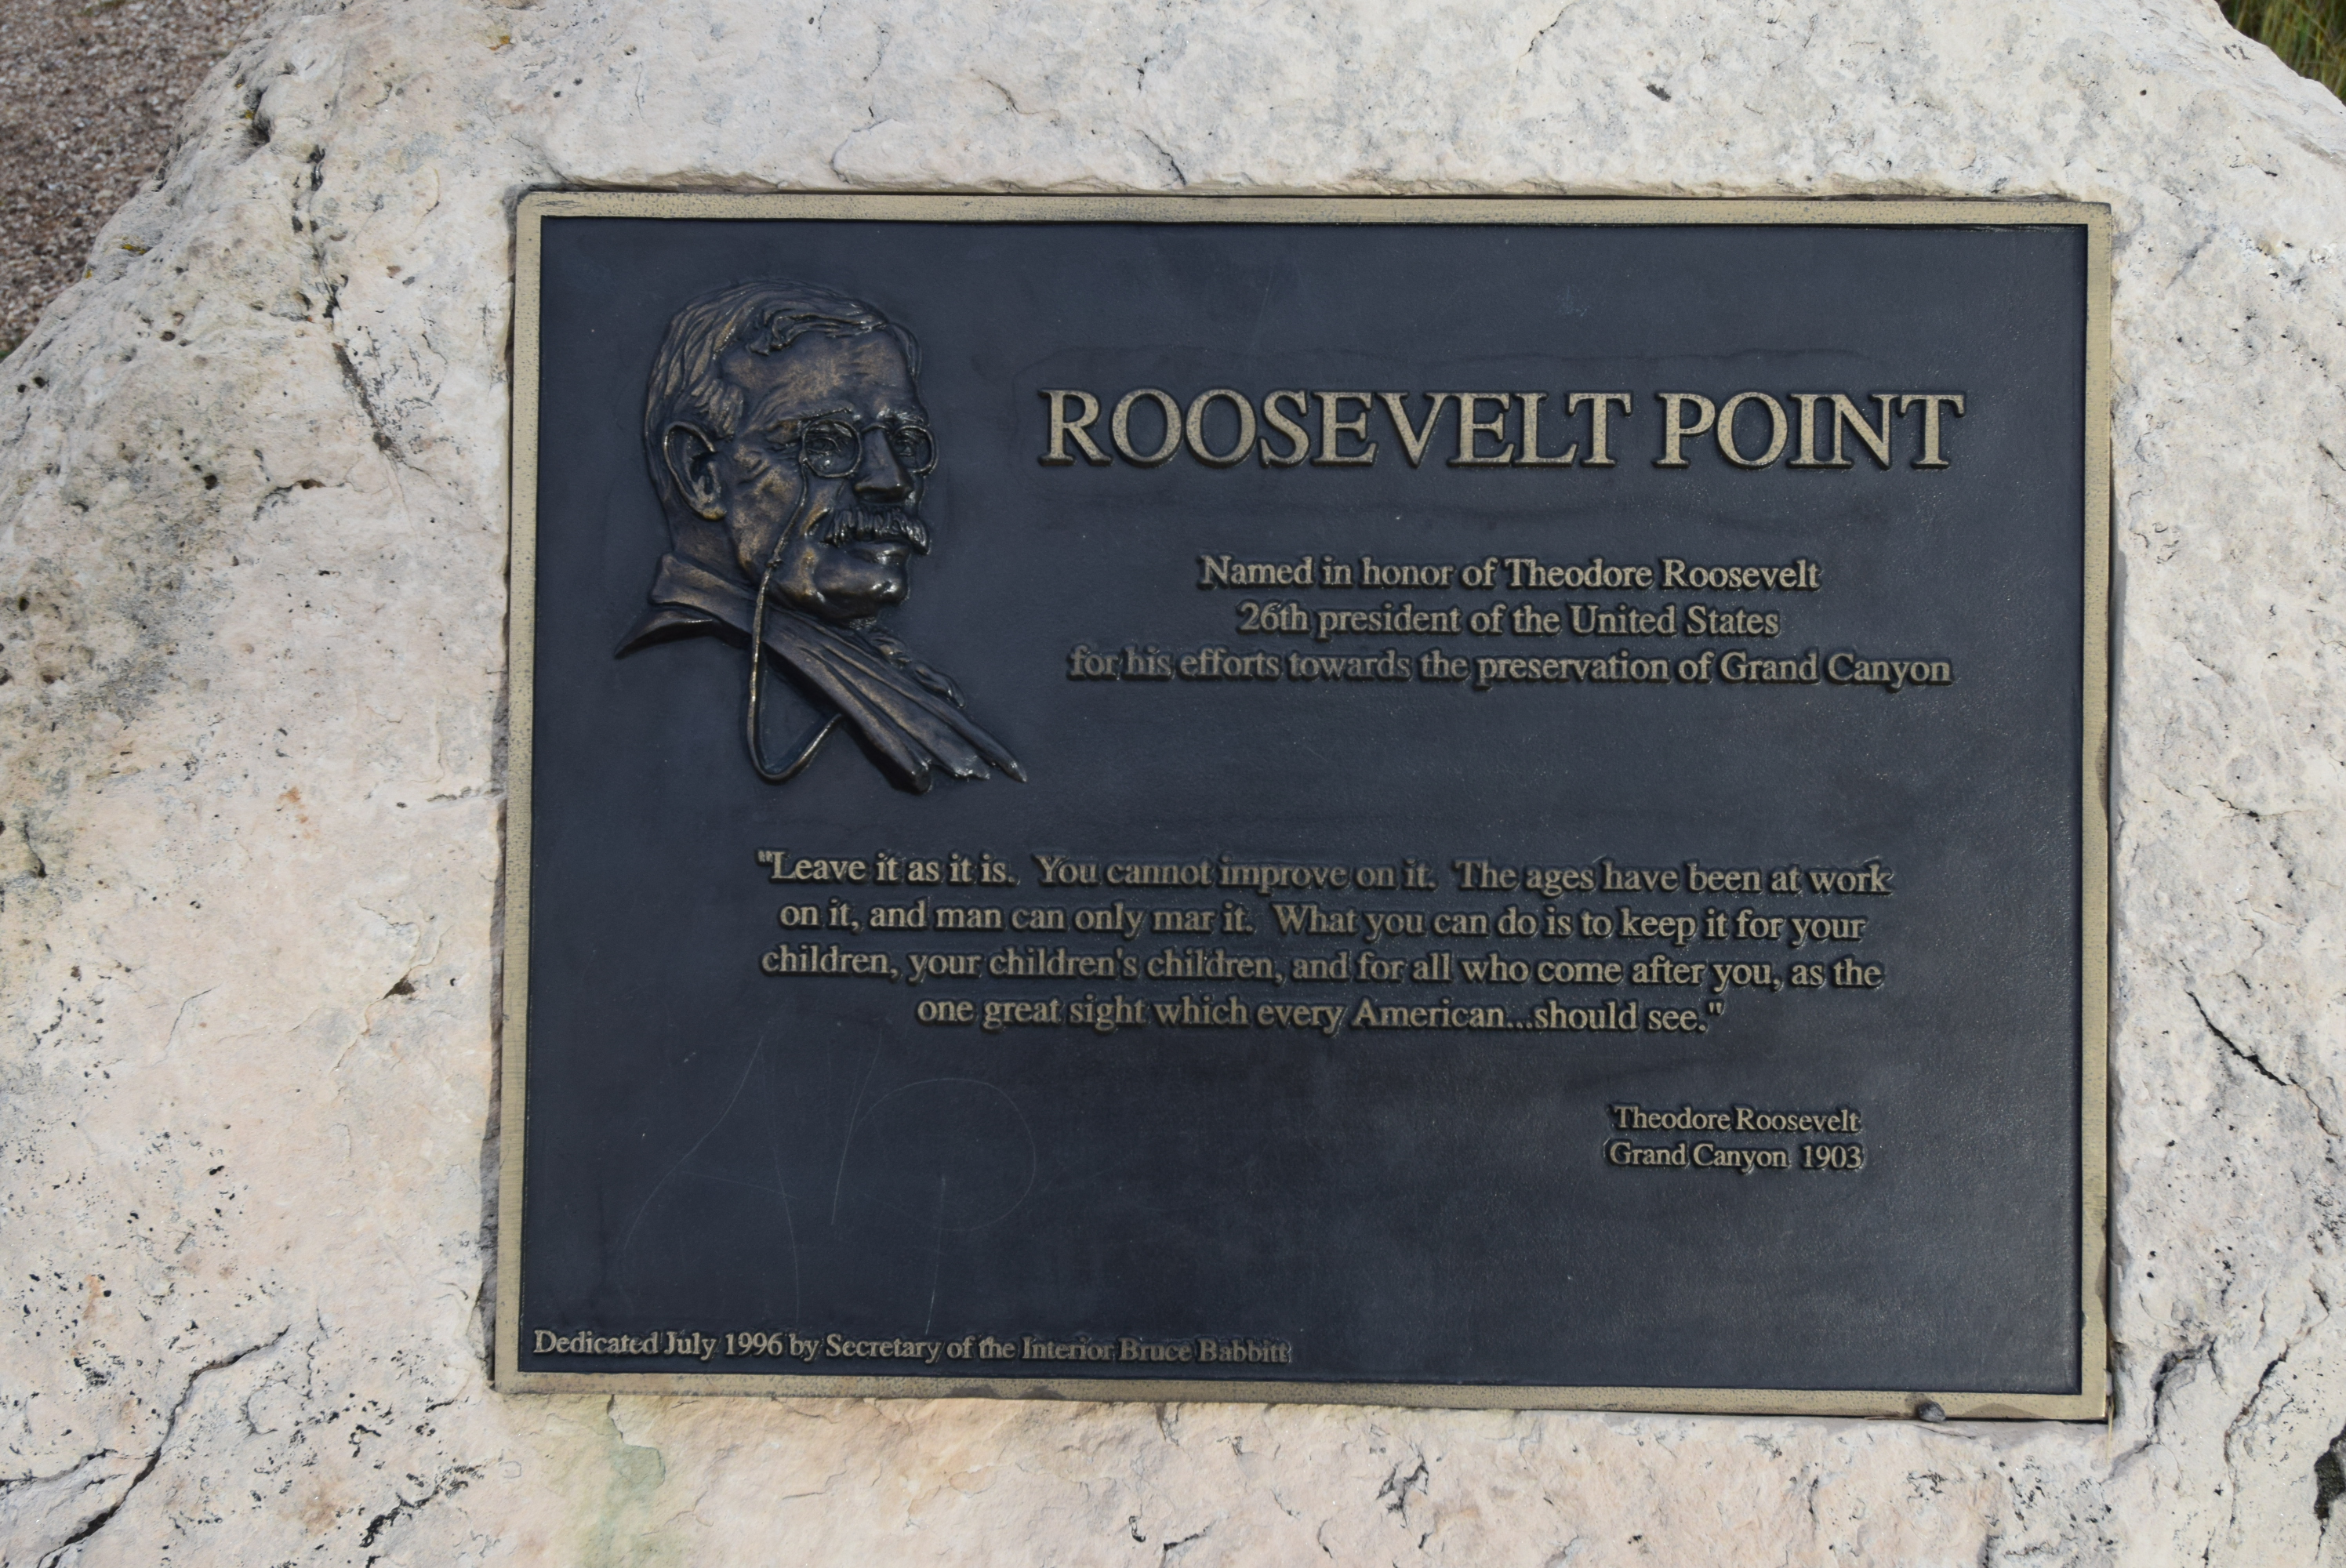 ROOSEVELT POINT
Named in honor of Theodore Roosevelt
26th president of the United States
for his efforts towards the preservation of Grand Canyon
"Leave it as it is. You cannot improve on it. The ages have been at work
on it, and man can only mar it. What you can do is to keep it for your
children, your children's children, and for all who come after you, as the
one great sight which every American...should see."
Theodore Roosevelt
Grand Canyon 1903
Dedicated July 1996 by Secretary of the Interior Bruce Babbitt